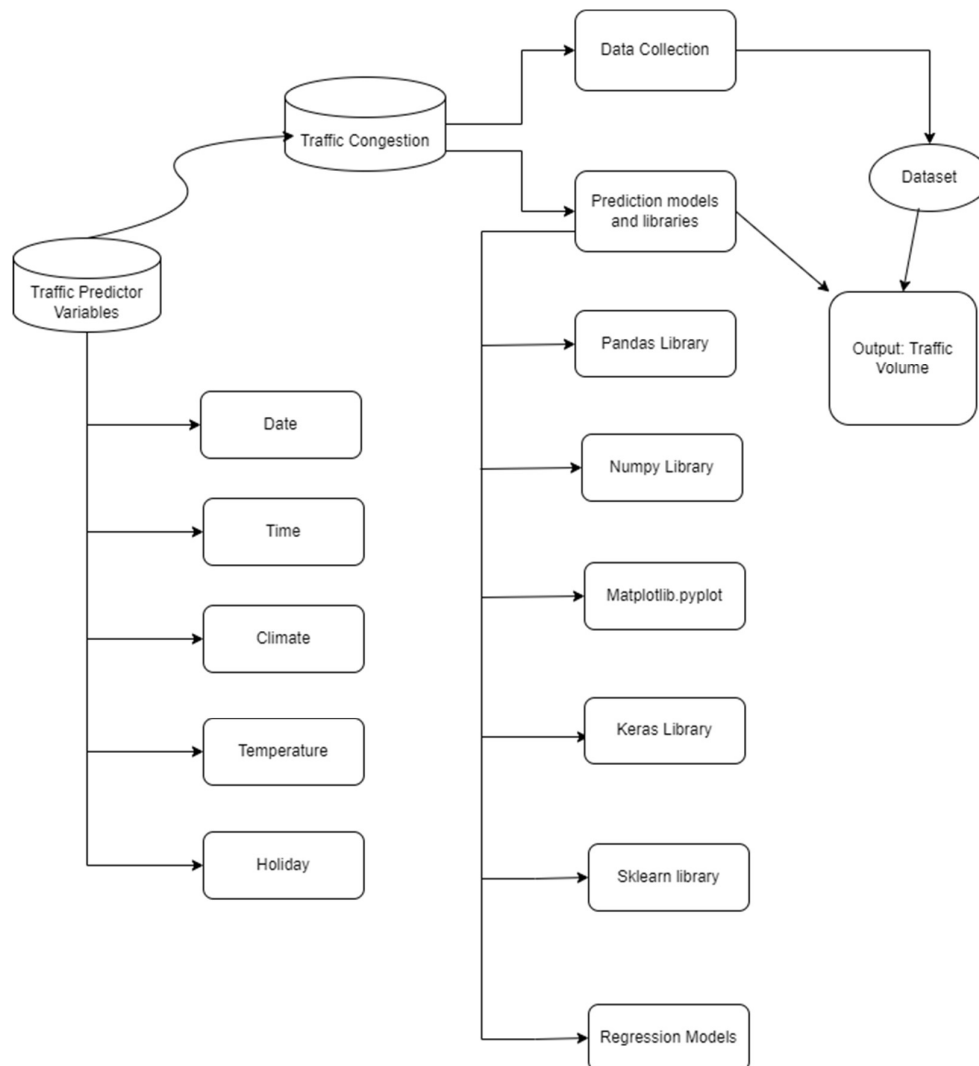 Data Collection
Traffic Congestion
Dataset
Prediction models
and libraries
Traffic Predictor
Variables
Pandas Library
Output: Traffic
Volume
Date
Numpy Library
Time
Matplotlib.pyplot
Climate
Keras Library
Temperature
Holiday
Sklearn library
Regression Models